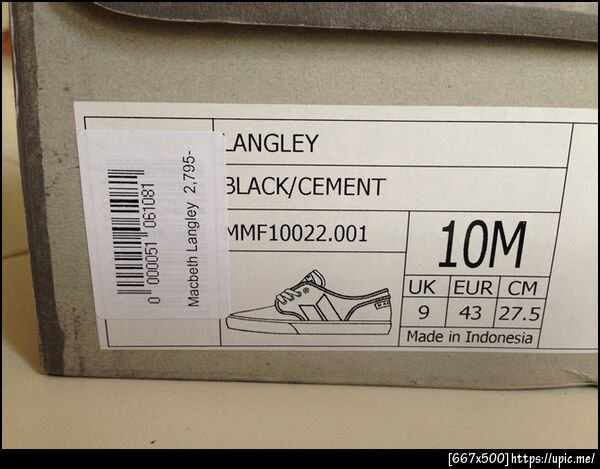 LANGLEY
BLACK/CEMENT
MMF10022.001
10M
UK EUR CM
9 43 27.5
Made in Indonesia
Macbeth Langley 2,795-
0 000051 061081
[667x500]https://upic.me/